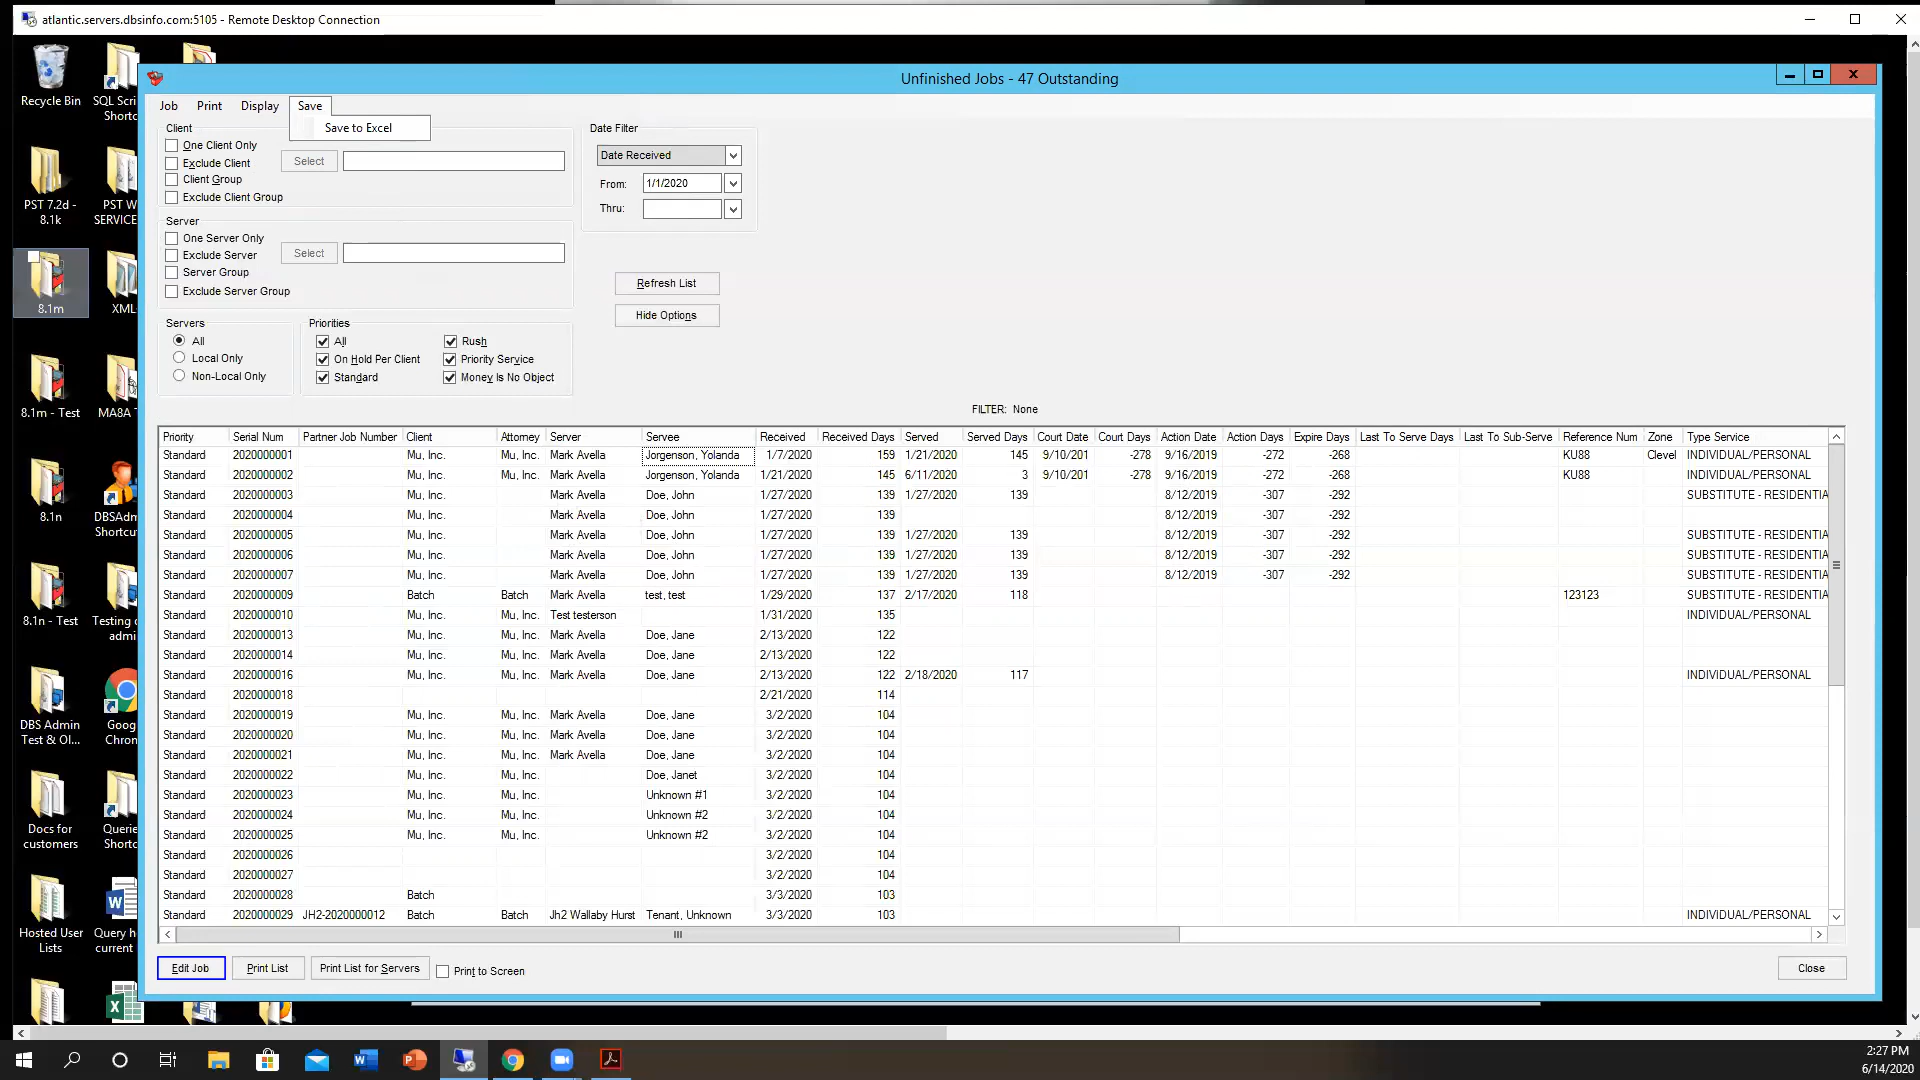 atlantic.servers.dbsinfo.com:5105 - Remote Desktop Connection
Recycle Bin
SQL Scri
Shortc
PST 7.2d -
8.1k
PST W
SERVICE
8.1m
XML
8.1m - Test
MA8A T
8.1n
DBSAdm
Shortcu
8.1n - Test
Testing o
admi
DBS Admin
Test & Ol...
Goog
Chron
Docs for
customers
Querie
Shortc
Hosted User
Lists
Query h
current
Unfinished Jobs - 47 Outstanding
Job Print Display Save
Save to Excel
Client
One Client Only
Exclude Client
Client Group
Exclude Client Group
Select
Server
One Server Only
Exclude Server
Server Group
Exclude Server Group
Select
Servers
All
Local Only
Non-Local Only
Priorities
All
On Hold Per Client
Standard
Rush
Priority Service
Money Is No Object
Date Filter
Date Received
From: 1/1/2020
Thru:
Refresh List
Hide Options
FILTER: None
Priority Serial Num Partner Job Number Client Attorney Server Servee Received Received Days Served Served Days Court Date Court Days Action Date Action Days Expire Days Last To Serve Days Last To Sub-Serve Reference Num Zone Type Service
Standard 2020000001 Mu, Inc. Mu, Inc. Mark Avella Jorgenson, Yolanda 1/7/2020 159 1/21/2020 145 9/10/201 -278 9/16/2019 -272 -268 KU88 Clevel INDIVIDUAL/PERSONAL
Standard 2020000002 Mu, Inc. Mu, Inc. Mark Avella Jorgenson, Yolanda 1/21/2020 145 6/11/2020 3 9/10/201 -278 9/16/2019 -272 -268 KU88 INDIVIDUAL/PERSONAL
Standard 2020000003 Mu, Inc. Mark Avella Doe, John 1/27/2020 139 1/27/2020 139 8/12/2019 -307 -292 SUBSTITUTE - RESIDENTIA
Standard 2020000004 Mu, Inc. Mark Avella Doe, John 1/27/2020 139 8/12/2019 -307 -292
Standard 2020000005 Mu, Inc. Mark Avella Doe, John 1/27/2020 139 1/27/2020 139 8/12/2019 -307 -292 SUBSTITUTE - RESIDENTIA
Standard 2020000006 Mu, Inc. Mark Avella Doe, John 1/27/2020 139 1/27/2020 139 8/12/2019 -307 -292 SUBSTITUTE - RESIDENTIA
Standard 2020000007 Mu, Inc. Mark Avella Doe, John 1/27/2020 139 1/27/2020 139 8/12/2019 -307 -292 SUBSTITUTE - RESIDENTIA
Standard 2020000009 Batch Batch Mark Avella test, test 1/29/2020 137 2/17/2020 118 123123 SUBSTITUTE - RESIDENTIA
Standard 2020000010 Mu, Inc. Mu, Inc. Test testerson 1/31/2020 135 INDIVIDUAL/PERSONAL
Standard 2020000013 Mu, Inc. Mu, Inc. Mark Avella Doe, Jane 2/13/2020 122
Standard 2020000014 Mu, Inc. Mu, Inc. Mark Avella Doe, Jane 2/13/2020 122
Standard 2020000016 Mu, Inc. Mu, Inc. Mark Avella Doe, Jane 2/13/2020 122 2/18/2020 117 INDIVIDUAL/PERSONAL
Standard 2020000018 2/21/2020 114
Standard 2020000019 Mu, Inc. Mu, Inc. Mark Avella Doe, Jane 3/2/2020 104
Standard 2020000020 Mu, Inc. Mu, Inc. Mark Avella Doe, Jane 3/2/2020 104
Standard 2020000021 Mu, Inc. Mu, Inc. Mark Avella Doe, Jane 3/2/2020 104
Standard 2020000022 Mu, Inc. Mu, Inc. Doe, Janet 3/2/2020 104
Standard 2020000023 Mu, Inc. Mu, Inc. Unknown #1 3/2/2020 104
Standard 2020000024 Mu, Inc. Mu, Inc. Unknown #2 3/2/2020 104
Standard 2020000025 Mu, Inc. Mu, Inc. Unknown #2 3/2/2020 104
Standard 2020000026 3/2/2020 104
Standard 2020000027 3/2/2020 104
Standard 2020000028 Batch 3/3/2020 103
Standard 2020000029 JH2-2020000012 Batch Batch Jh2 Wallaby Hurst Tenant, Unknown 3/3/2020 103 INDIVIDUAL/PERSONAL
Edit Job Print List Print List for Servers Print to Screen Close
2:27 PM
6/14/2020